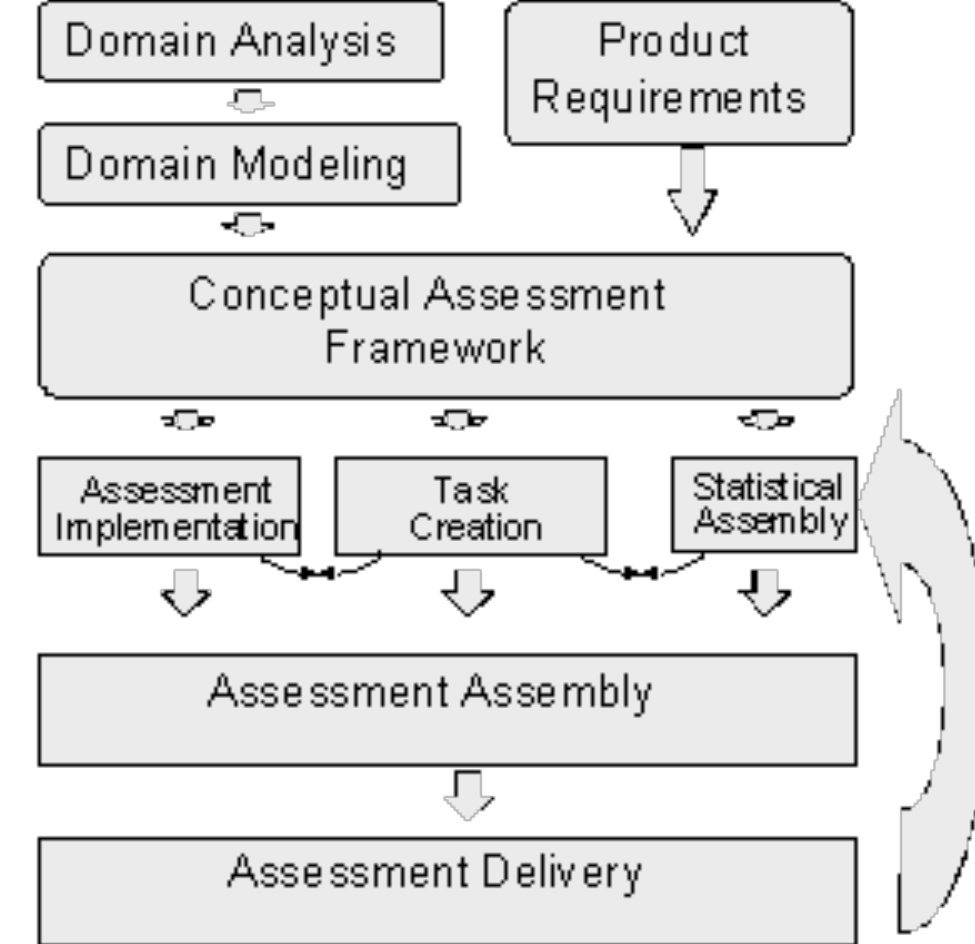 Domain Analysis
Product
Requirements
Domain Modeling
Conceptual Assessment
Framework
Assessment
Implementation
Task
Creation
Statistical
Assembly
Assessment Assembly
Assessment Delivery